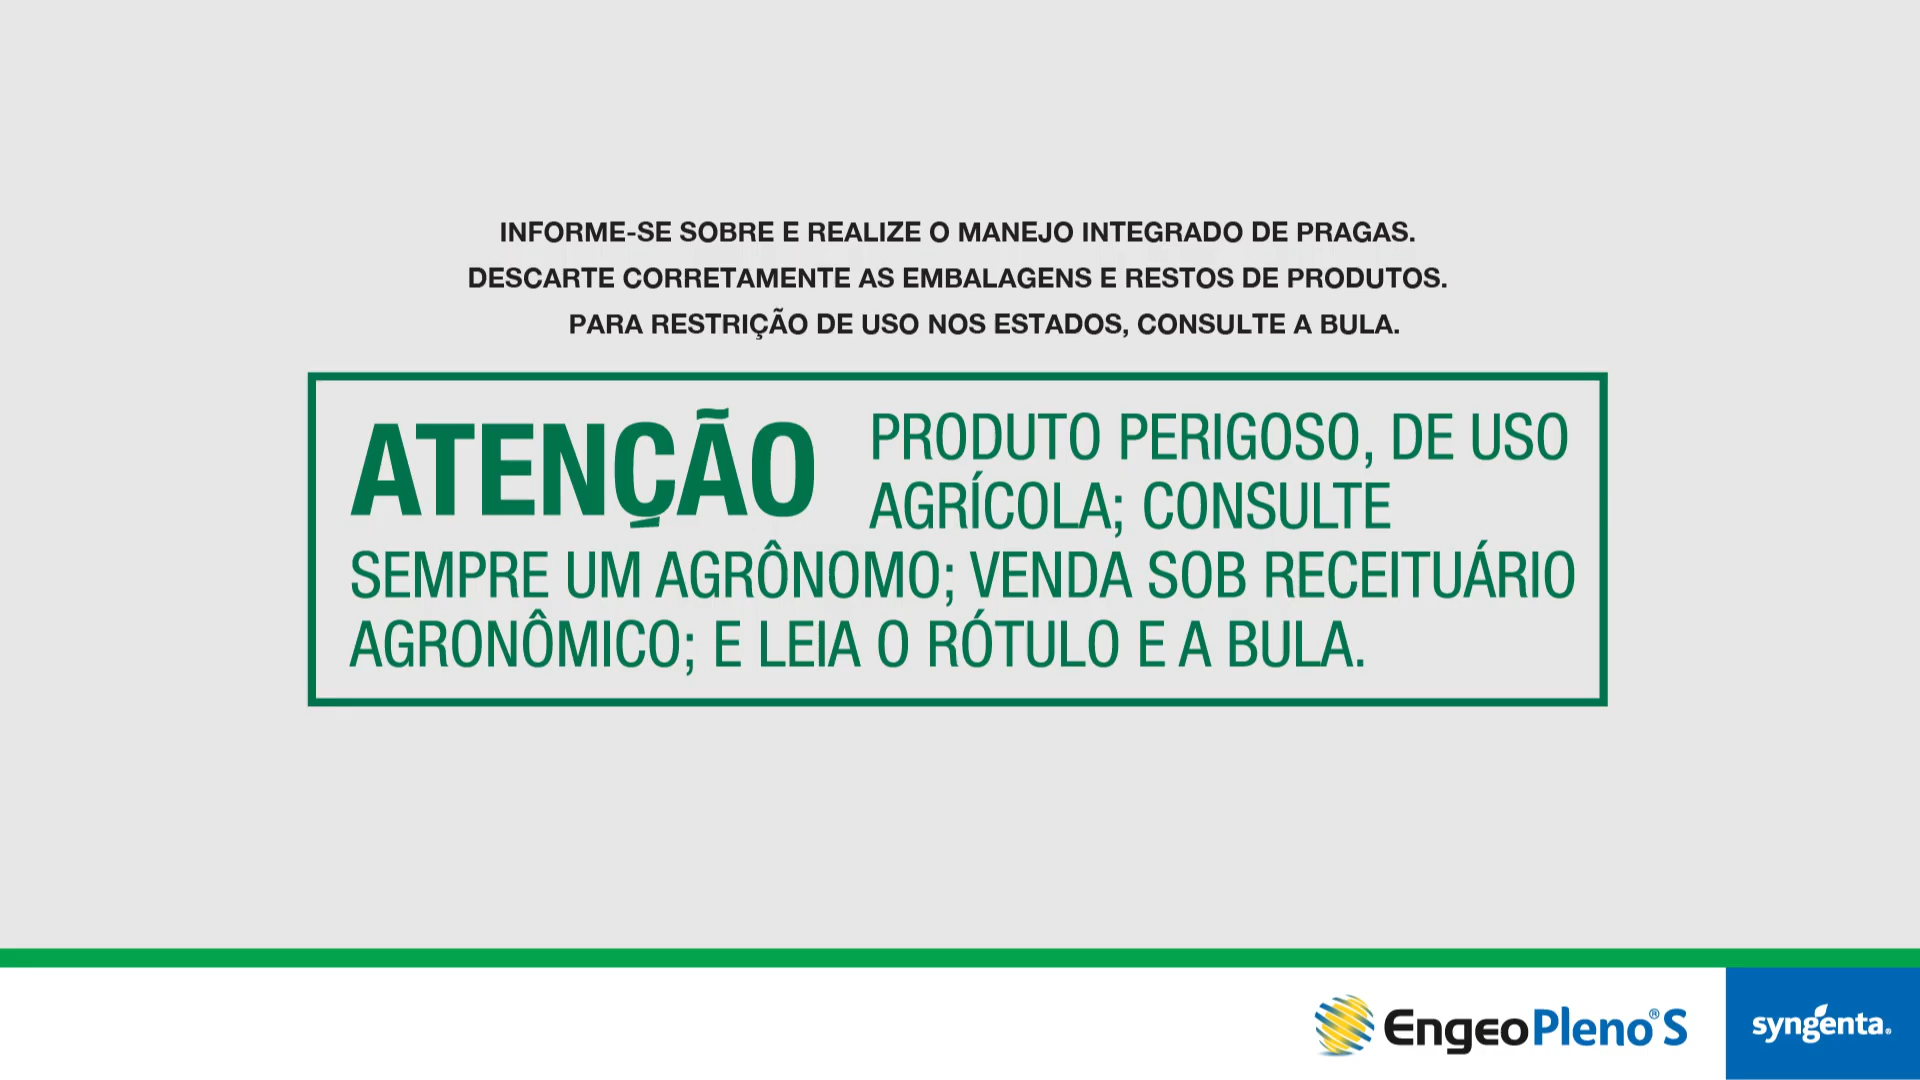 INFORME-SE SOBRE E REALIZE O MANEJO INTEGRADO DE PRAGAS.
DESCARTE CORRETAMENTE AS EMBALAGENS E RESTOS DE PRODUTOS.
PARA RESTRIÇÃO DE USO NOS ESTADOS, CONSULTE A BULA.
ATENÇÃO PRODUTO PERIGOSO, DE USO
AGRÍCOLA; CONSULTE
SEMPRE UM AGRÔNOMO; VENDA SOB RECEITUÁRIO
AGRONÔMICO; E LEIA O RÓTULO E A BULA.
EngeoPleno® S
syngenta.